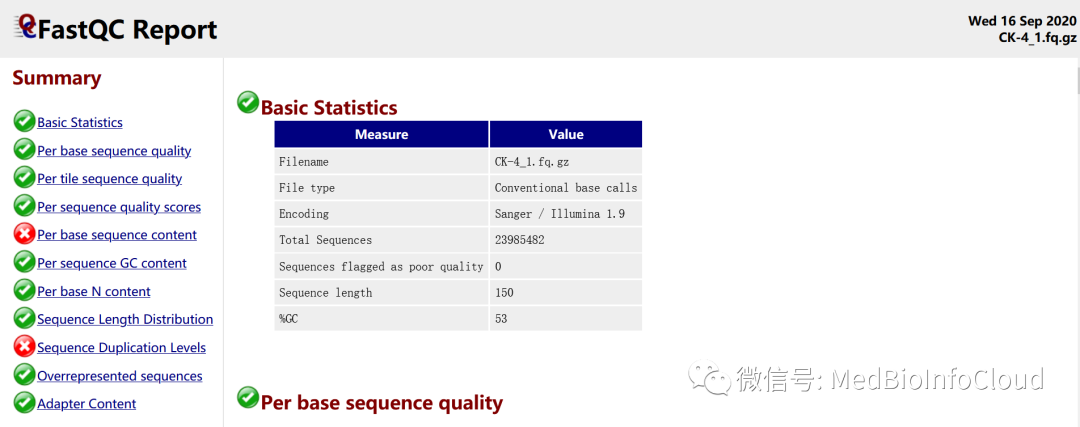 FastQC Report
Wed 16 Sep 2020
CK-4_1.fq.gz
Summary
Basic Statistics
Per base sequence quality
Per tile sequence quality
Per sequence quality scores
Per base sequence content
Per sequence GC content
Per base N content
Sequence Length Distribution
Sequence Duplication Levels
Overrepresented sequences
Adapter Content
Basic Statistics
Measure Value
Filename CK-4_1.fq.gz
File type Conventional base calls
Encoding Sanger / Illumina 1.9
Total Sequences 23985482
Sequences flagged as poor quality 0
Sequence length 150
%GC 53
Per base sequence quality
微信号: MedBioInfoCloud